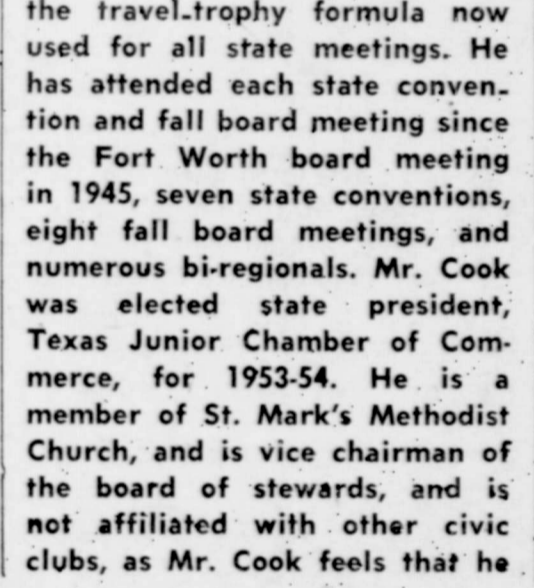 the travel-trophy formula now
used for all state meetings. He
has attended each state conven-
tion and fall board meeting since
the Fort Worth board meeting
in 1945, seven state conventions,
eight fall board meetings, and
numerous bi-regionals. Mr. Cook
was elected state president,
Texas Junior Chamber of Com-
merce, for 1953-54. He is a
member of St. Mark's Methodist
Church, and is vice chairman of
the board of stewards, and is
not affiliated with other civic
clubs, as Mr. Cook feels that he